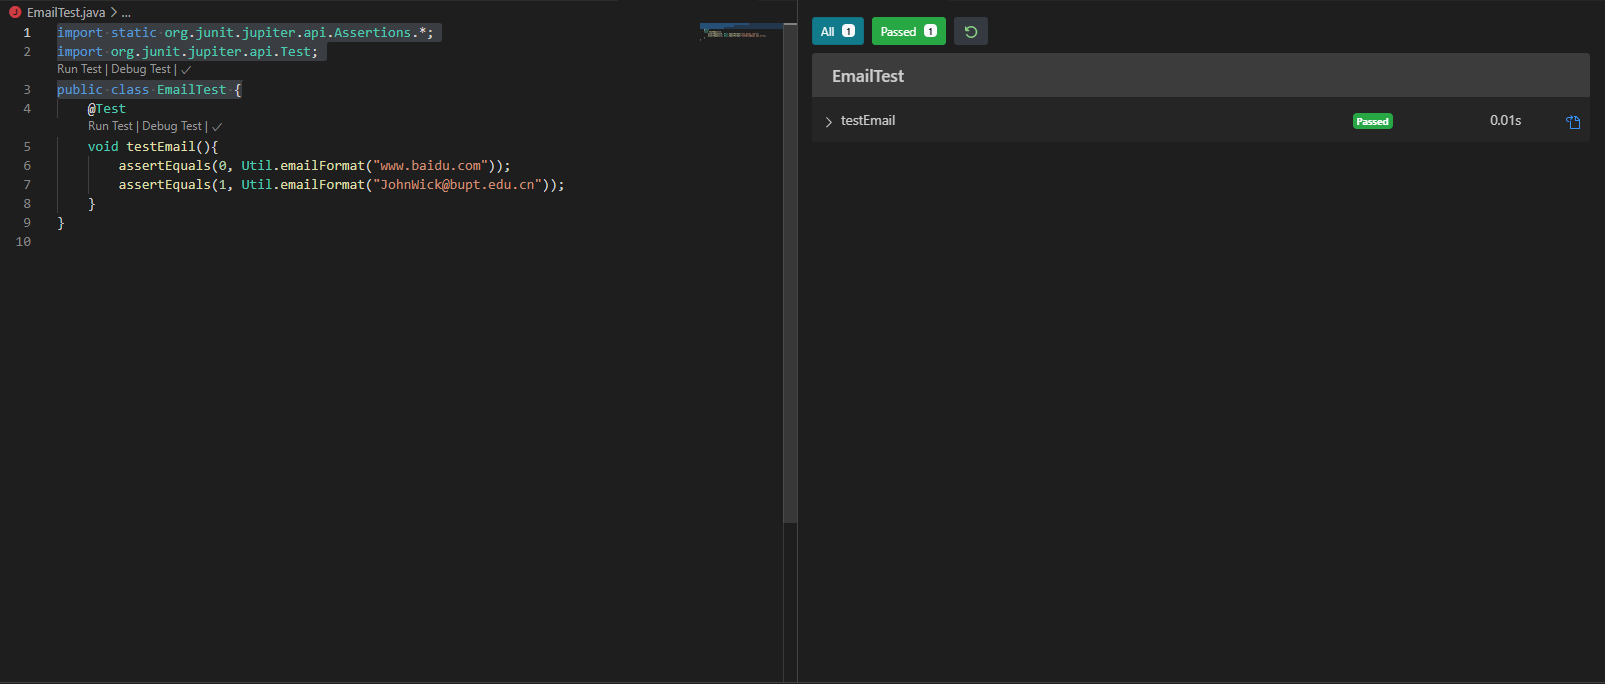 EmailTest.java > ...
1 import static org.junit.jupiter.api.Assertions.*;
2 import org.junit.jupiter.api.Test;
Run Test | Debug Test | ✓
3 public class EmailTest {
4 @Test
Run Test | Debug Test | ✓
5 void testEmail(){
6 assertEquals(0, Util.emailFormat("www.baidu.com"));
7 assertEquals(1, Util.emailFormat("JohnWick@bupt.edu.cn"));
8 }
9 }
10
All 1 Passed 1
EmailTest
testEmail Passed 0.01s